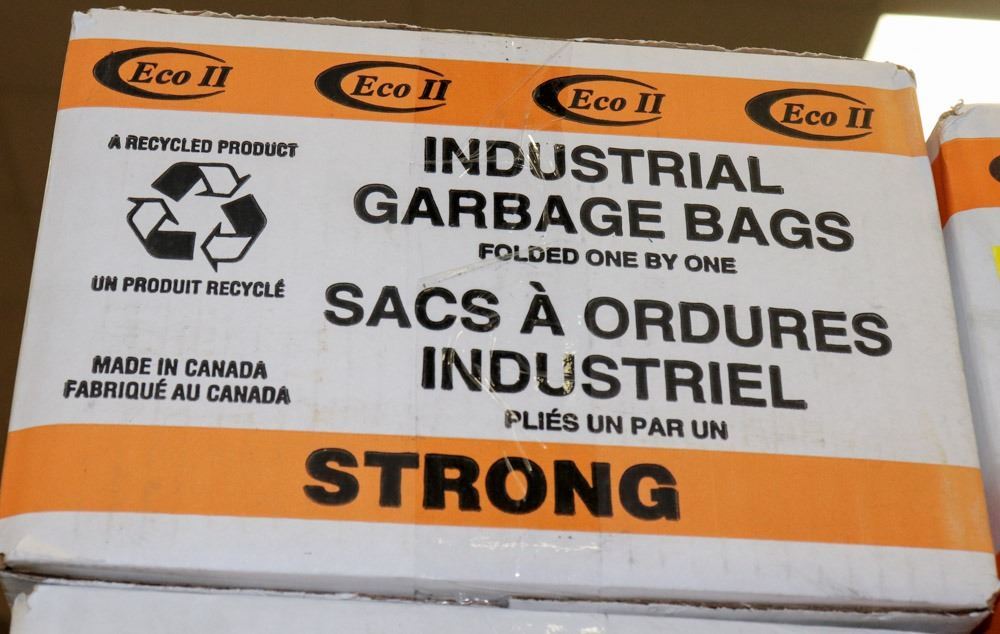 Eco II Eco II Eco II Eco II
A RECYCLED PRODUCT
UN PRODUIT RECYCLÉ
MADE IN CANADA
FABRIQUÉ AU CANADA
INDUSTRIAL
GARBAGE BAGS
FOLDED ONE BY ONE
SACS À ORDURES
INDUSTRIEL
PLIÉS UN PAR UN
STRONG